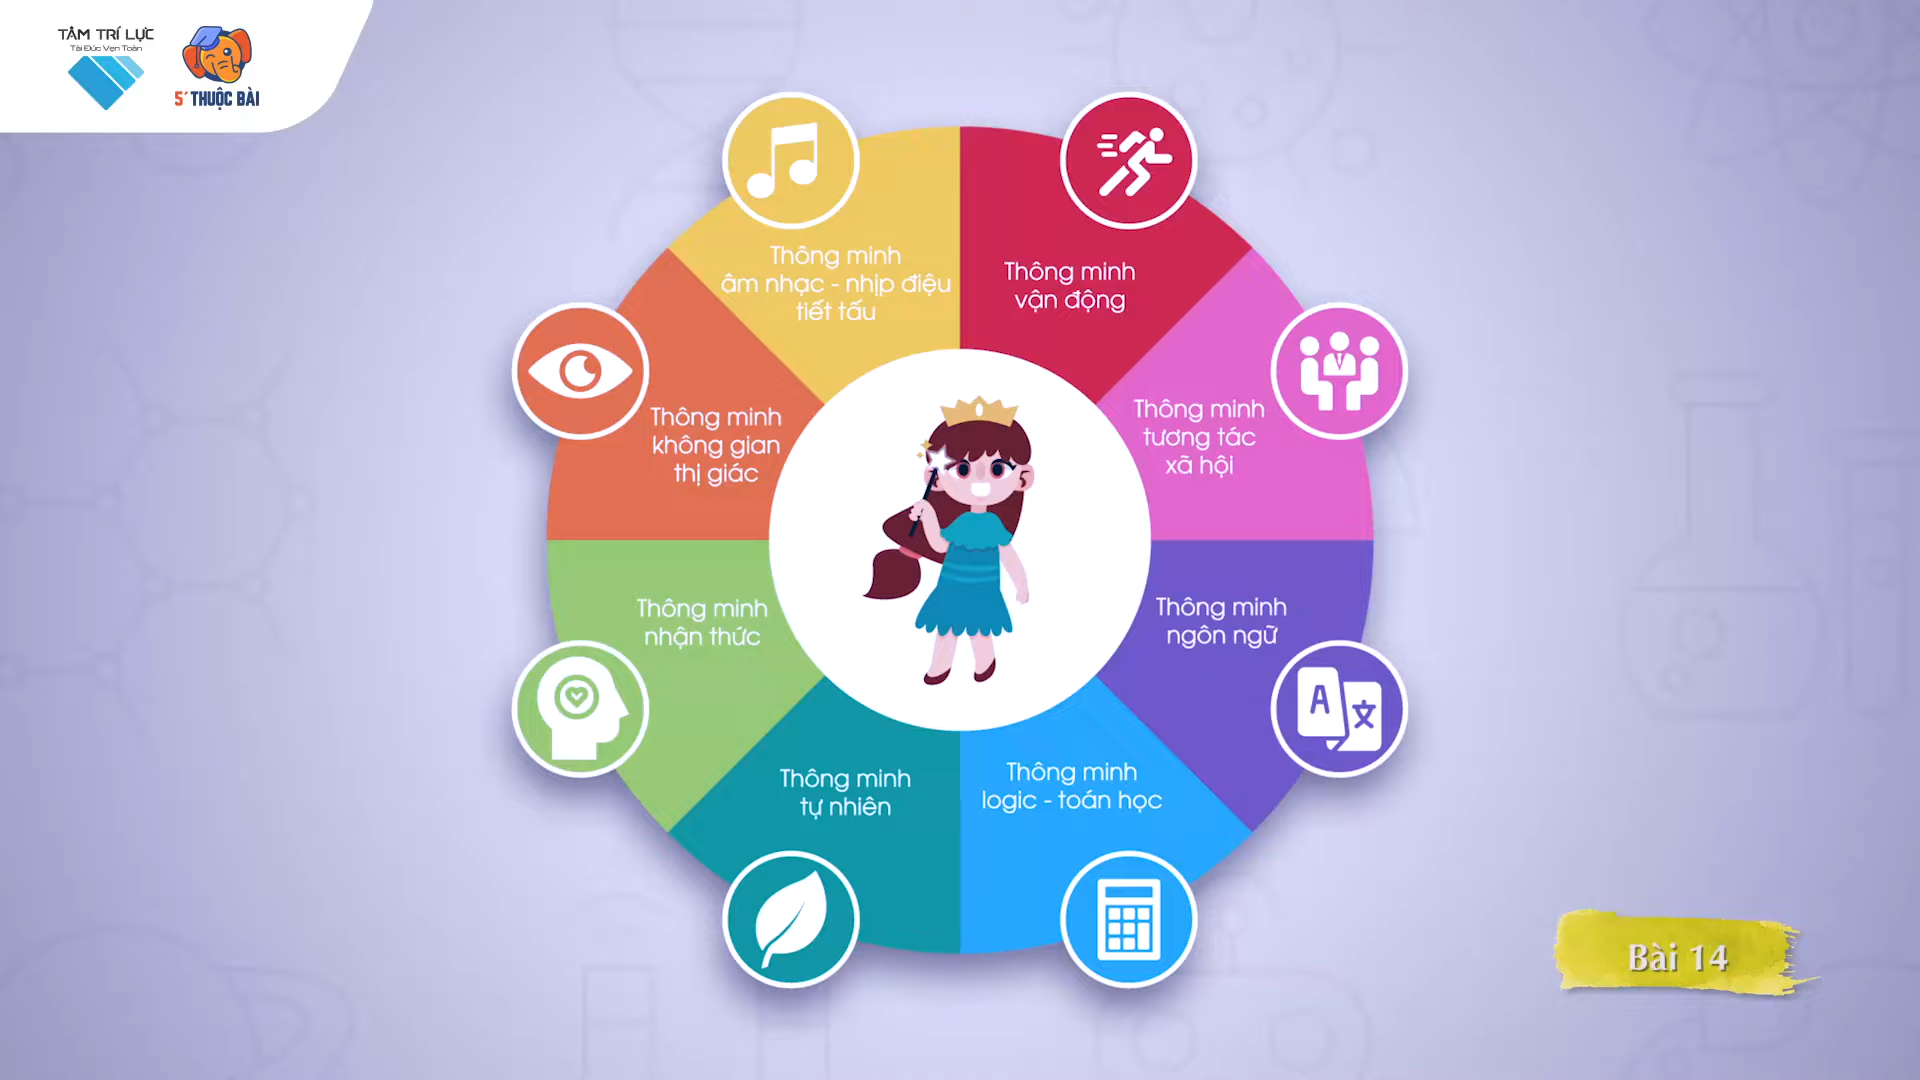 TÂM TRÍ LỰC
Tài Đức Vẹn Toàn
5' THUỘC BÀI
Thông minh
âm nhạc - nhịp điệu
tiết tấu
Thông minh
vận động
Thông minh
không gian
thị giác
Thông minh
tương tác
xã hội
Thông minh
nhận thức
Thông minh
ngôn ngữ
A 文
Thông minh
tự nhiên
Thông minh
logic - toán học
Bài 14